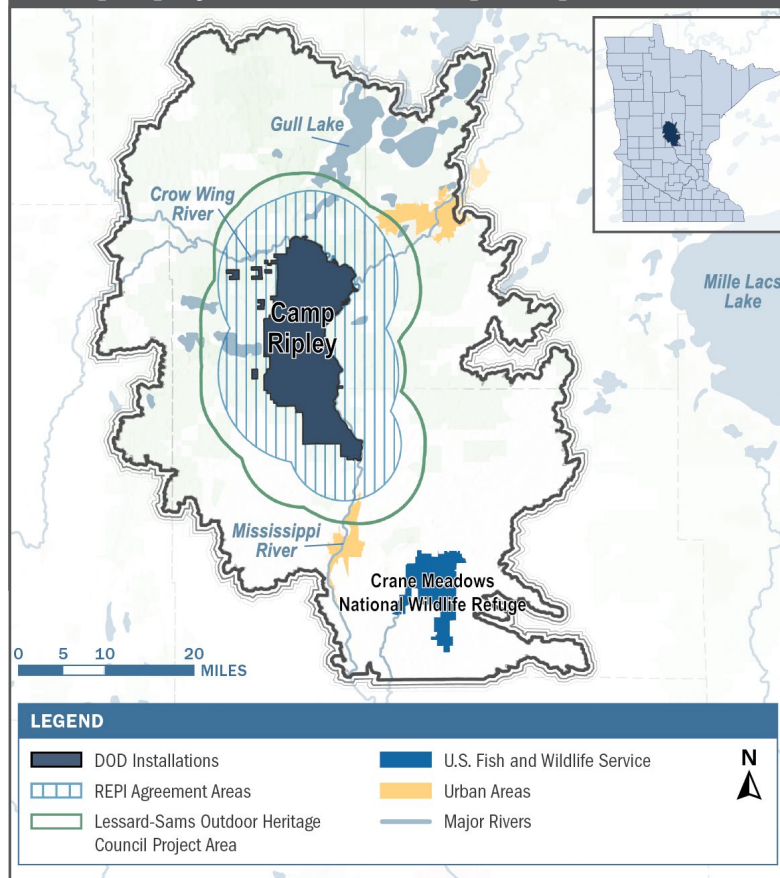 Gull Lake
Crow Wing
River
Mille Lacs
Lake
Camp
Ripley
Mississippi
River
Crane Meadows
National Wildlife Refuge
0 5 10 20
MILES
LEGEND
DOD Installations
REPI Agreement Areas
Lessard-Sams Outdoor Heritage
Council Project Area
U.S. Fish and Wildlife Service
Urban Areas
Major Rivers
N